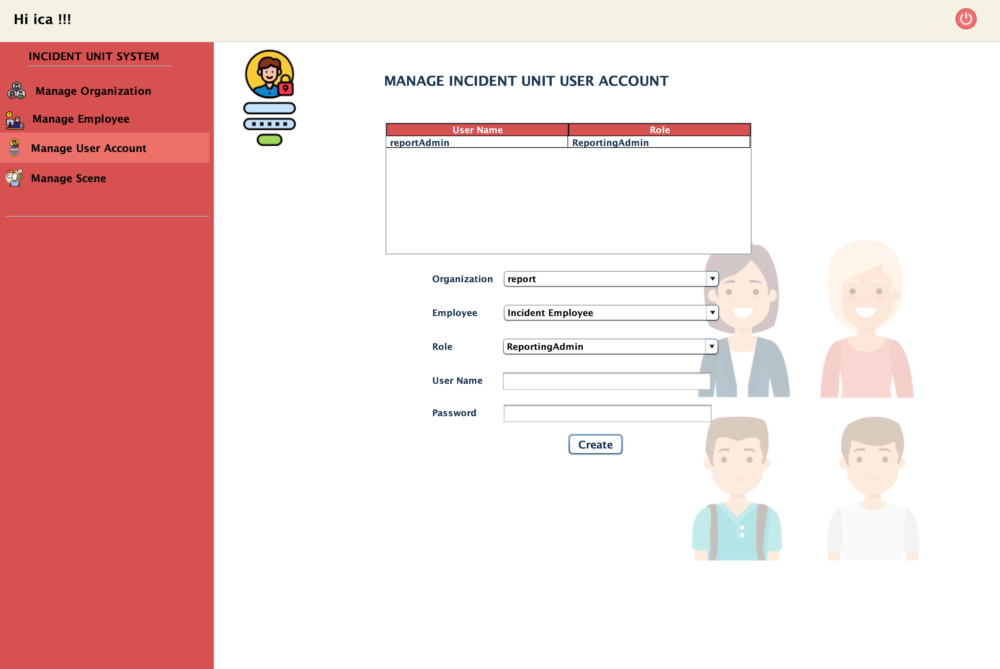 Hi ica !!!
INCIDENT UNIT SYSTEM
Manage Organization
Manage Employee
Manage User Account
Manage Scene
MANAGE INCIDENT UNIT USER ACCOUNT
User Name Role
reportAdmin ReportingAdmin
Organization report
Employee Incident Employee
Role ReportingAdmin
User Name
Password
Create